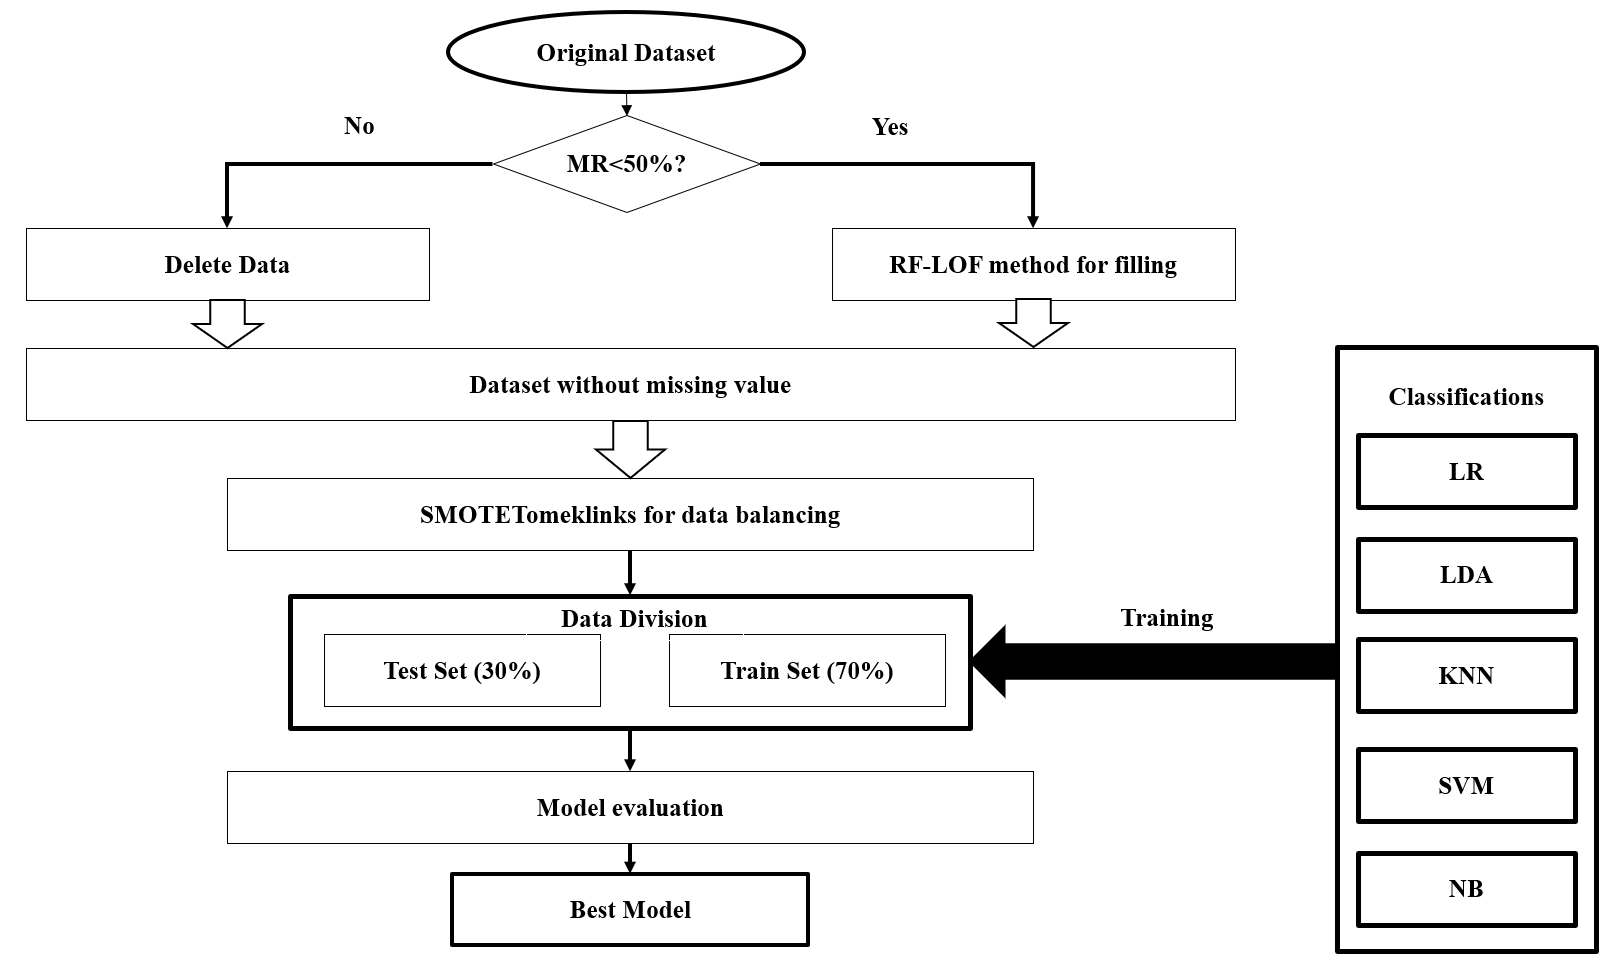 Original Dataset
No
Yes
MR<50%?
Delete Data
RF-LOF method for filling
Dataset without missing value
SMOTETomeklinks for data balancing
Data Division
Test Set (30%)
Train Set (70%)
Training
Model evaluation
Best Model
Classifications
LR
LDA
KNN
SVM
NB